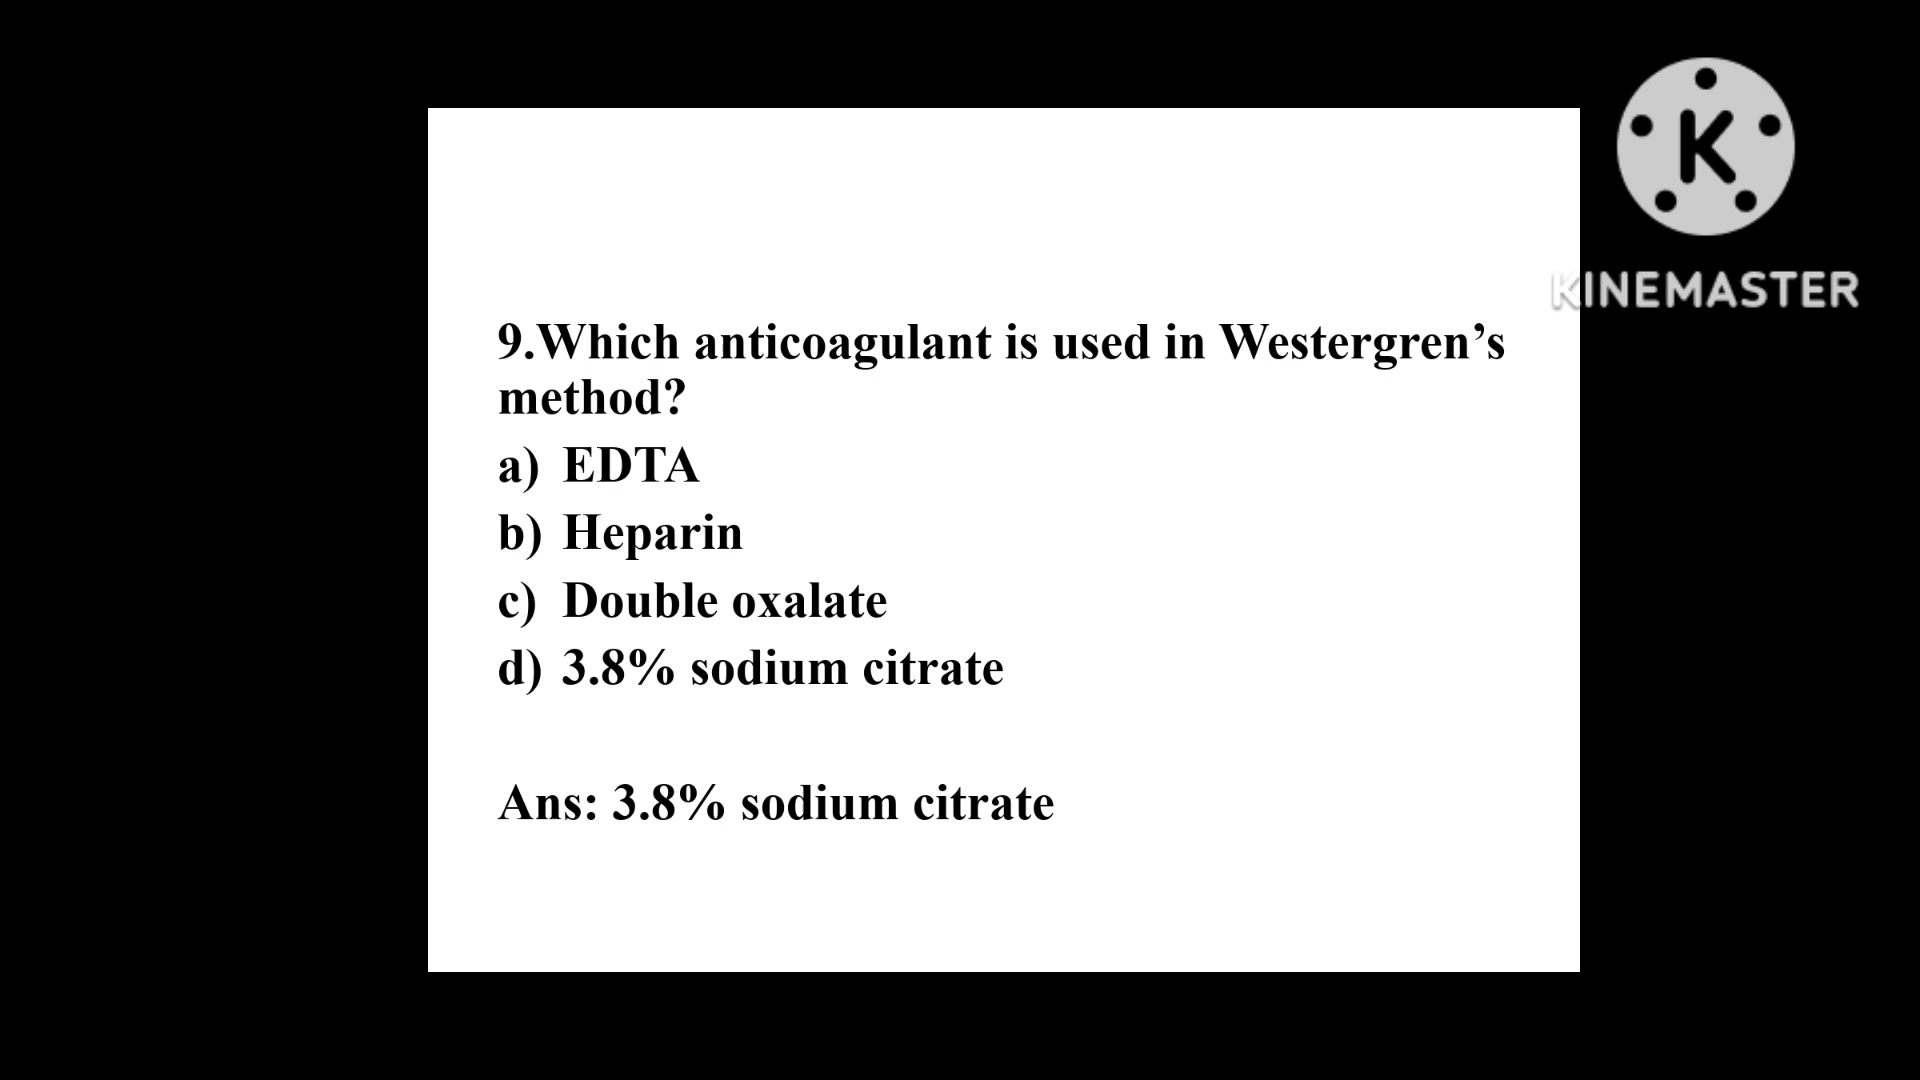 K
KINEMASTER
9.Which anticoagulant is used in Westergren’s
method?
a) EDTA
b) Heparin
c) Double oxalate
d) 3.8% sodium citrate
Ans: 3.8% sodium citrate